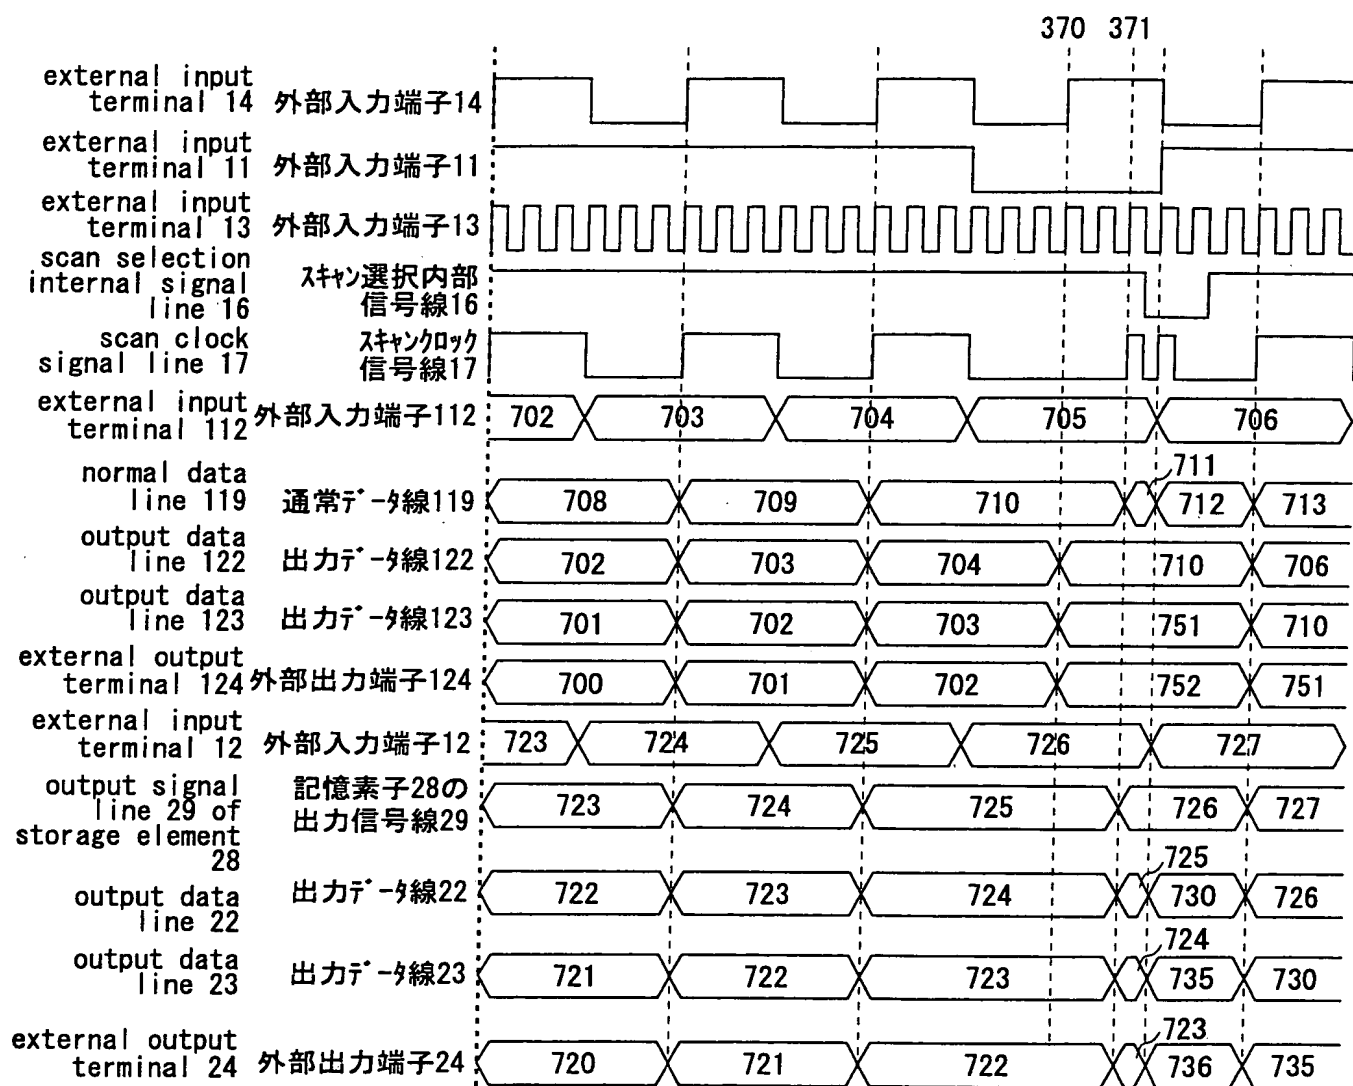 370 371
external input
terminal 14 外部入力端子14
external input
terminal 11 外部入力端子11
external input
terminal 13 外部入力端子13
scan selection
internal signal
line 16
スキャン選択内部
信号線16
scan clock
signal line 17
スキャンクロック
信号線17
external input
terminal 112 外部入力端子112 702 703 704 705 706
711
normal data
line 119 通常データ線119 708 709 710 712 713
output data
line 122 出力データ線122 702 703 704 710 706
output data
line 123 出力データ線123 701 702 703 751 710
external output
terminal 124 外部出力端子124 700 701 702 752 751
external input
terminal 12 外部入力端子12 723 724 725 726 727
output signal
line 29 of
storage element
28
記憶素子28の
出力信号線29 723 724 725 726 727
725
output data
line 22 出力データ線22 722 723 724 730 726
724
output data
line 23 出力データ線23 721 722 723 735 730
723
external output
terminal 24 外部出力端子24 720 721 722 736 735